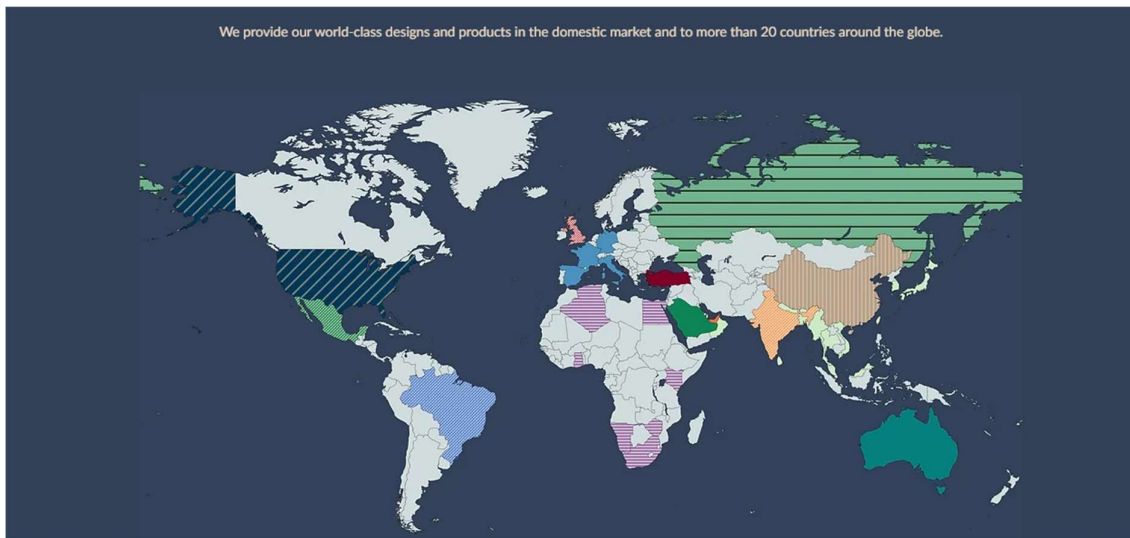 We provide our world-class designs and products in the domestic market and to more than 20 countries around the globe.